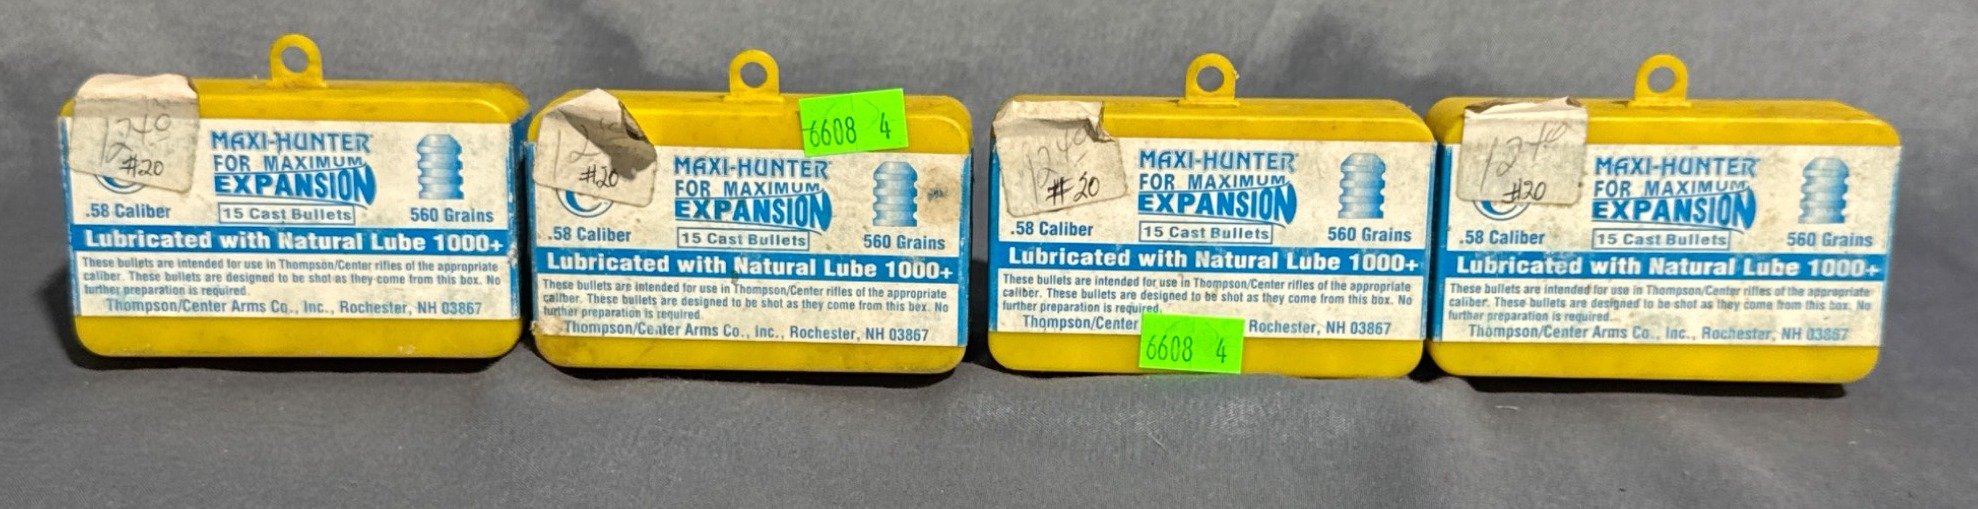 1240
#20
MAXI-HUNTER
FOR MAXIMUM
EXPANSION
.58 Caliber
15 Cast Bullets
560 Grains
Lubricated with Natural Lube 1000+
These bullets are intended for use in Thompson/Center rifles of the appropriate
caliber. These bullets are designed to be shot as they come from this box. No
further preparation is required.
Thompson/Center Arms Co., Inc., Rochester, NH 03867
#20
6608 4
MAXI-HUNTER
FOR MAXIMUM
EXPANSION
.58 Caliber
15 Cast Bullets
560 Grains
Lubricated with Natural Lube 1000+
These bullets are intended for use in Thompson/Center rifles of the appropriate
caliber. These bullets are designed to be shot as they come from this box. No
further preparation is required.
Thompson/Center Arms Co., Inc., Rochester, NH 03867
1240
#20
MAXI-HUNTER
FOR MAXIMUM
EXPANSION
.58 Caliber
15 Cast Bullets
560 Grains
Lubricated with Natural Lube 1000+
These bullets are intended for use in Thompson/Center rifles of the appropriate
caliber. These bullets are designed to be shot as they come from this box. No
further preparation is required.
Thompson/Center Rochester, NH 03867
6608 4
1240
#20
MAXI-HUNTER
FOR MAXIMUM
EXPANSION
.58 Caliber
15 Cast Bullets
560 Grains
Lubricated with Natural Lube 1000+
These bullets are intended for use in Thompson/Center rifles of the appropriate
caliber. These bullets are designed to be shot as they come from this box. No
further preparation is required.
Thompson/Center Arms Co., Inc., Rochester, NH 03867